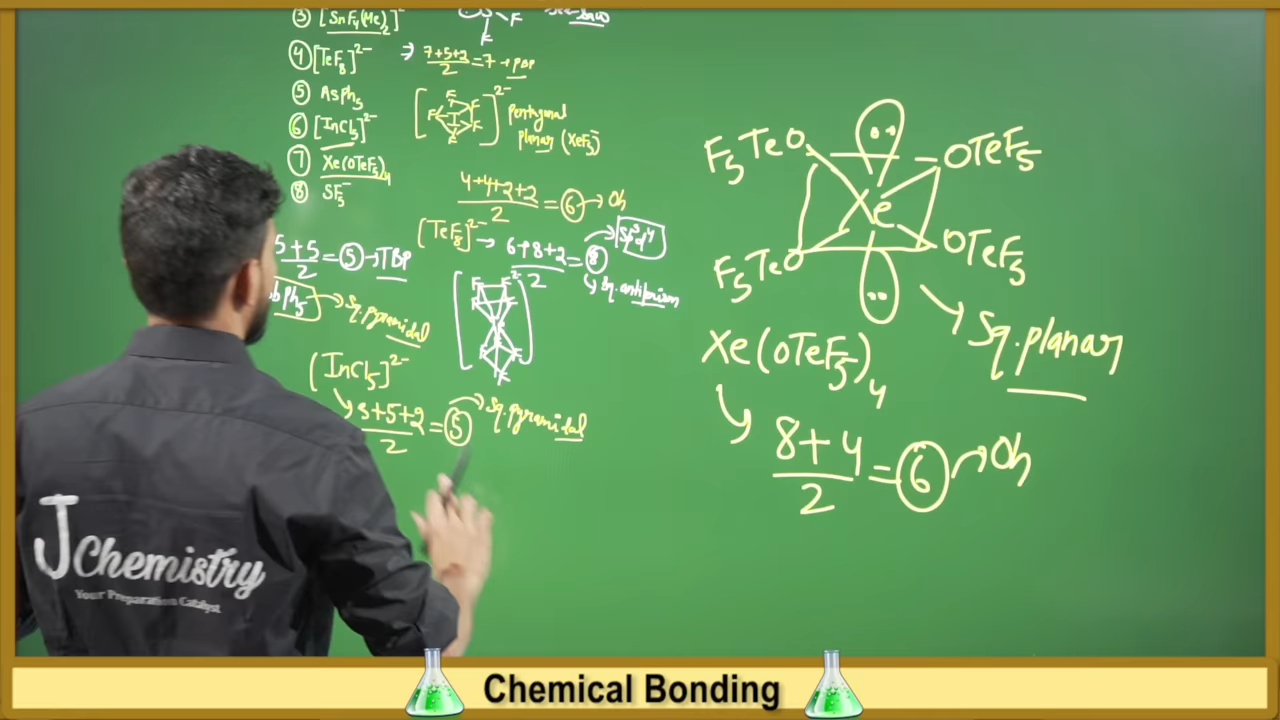 ③ [SnF₄(Me)₂]²⁻
④ [TeF₈]²⁻
⑤ AsPh₅
⑥ [InCl₅]²⁻
⑦ Xe(OTeF₅)₄
⑧ SF₅⁻
F
F
⇒ 7+5+2/2 = 7 → PBP
[F F F I F F]²⁻ Pentagonal
planar (XeF₅⁻)
4+4+2+2/2 = ⑥ → Oh
[TeF₈]²⁻ → 6+8+2/2 = ⑧
sp³d⁴
Sq. antiprism
5+5/2 = ⑤ → TBP
bPh₅ → Sq. pyramidal
[InCl₅]²⁻
3+5+2/2 = ⑤ → Sq. pyramidal
F₅TeO OTeF₅
Xe
F₅TeO OTeF₅
Sq. planar
Xe(OTeF₅)₄
8+4/2 = ⑥ → Oh
J Chemistry
Your Preparation Catalyst
Chemical Bonding